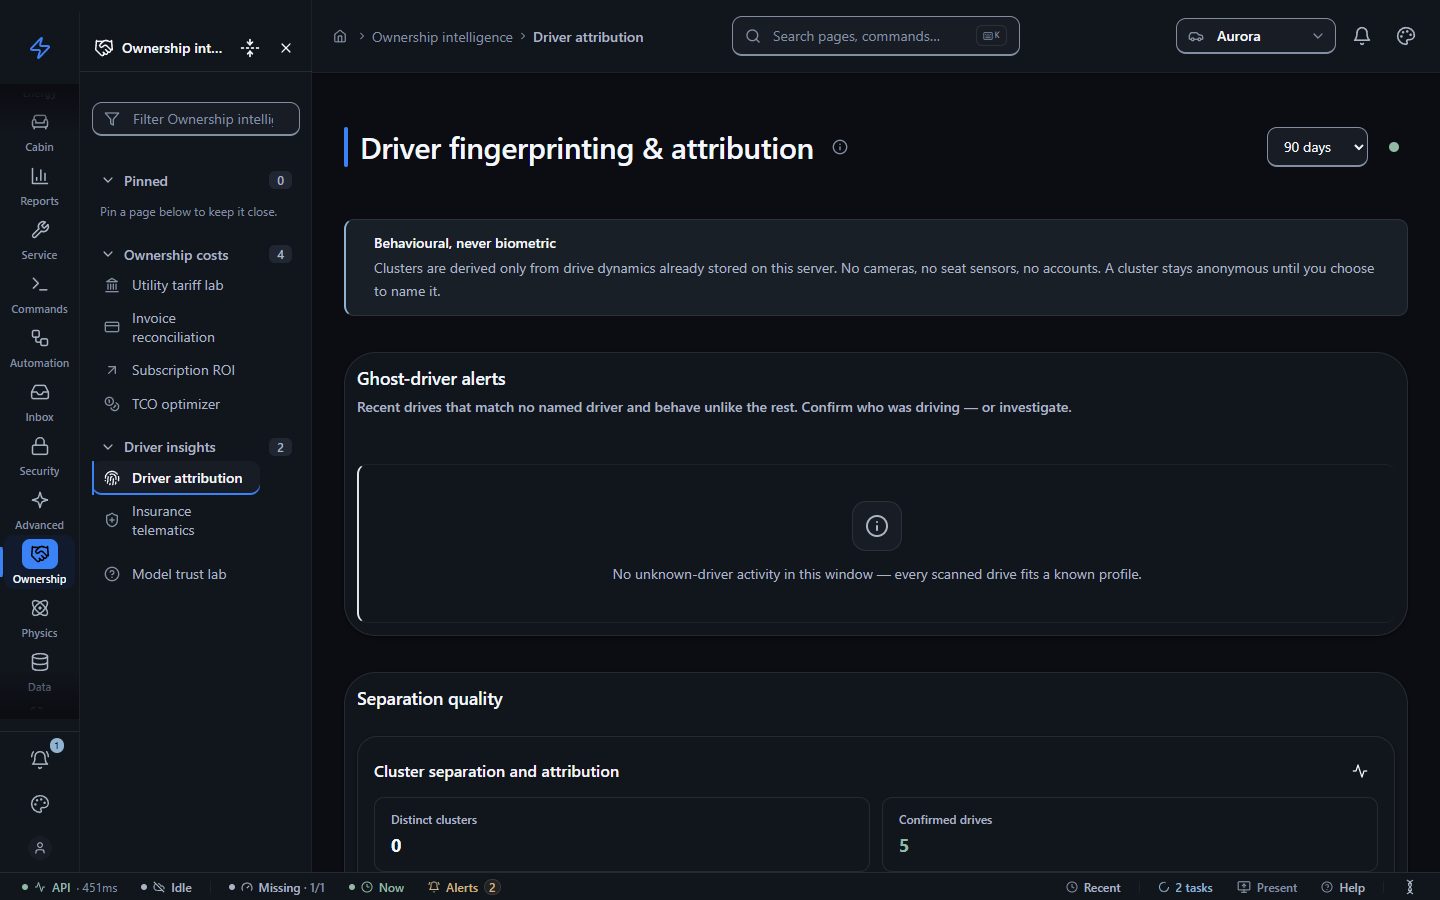 Ownership int...
Ownership intelligence
Driver attribution
Search pages, commands...
K
Aurora
Cabin
Reports
Service
Commands
Automation
Inbox
Security
Advanced
Ownership
Physics
Data
1
Filter Ownership intelli
Pinned
0
Pin a page below to keep it close.
Ownership costs
4
Utility tariff lab
Invoice
reconciliation
Subscription ROI
TCO optimizer
Driver insights
2
Driver attribution
Insurance
telematics
Model trust lab
Driver fingerprinting & attribution
90 days
Behavioural, never biometric
Clusters are derived only from drive dynamics already stored on this server. No cameras, no seat sensors, no accounts. A cluster stays anonymous until you choose
to name it.
Ghost-driver alerts
Recent drives that match no named driver and behave unlike the rest. Confirm who was driving — or investigate.
No unknown-driver activity in this window — every scanned drive fits a known profile.
Separation quality
Cluster separation and attribution
Distinct clusters
0
Confirmed drives
5
API · 451ms
Idle
Missing · 1/1
Now
Alerts 2
Recent
2 tasks
Present
Help